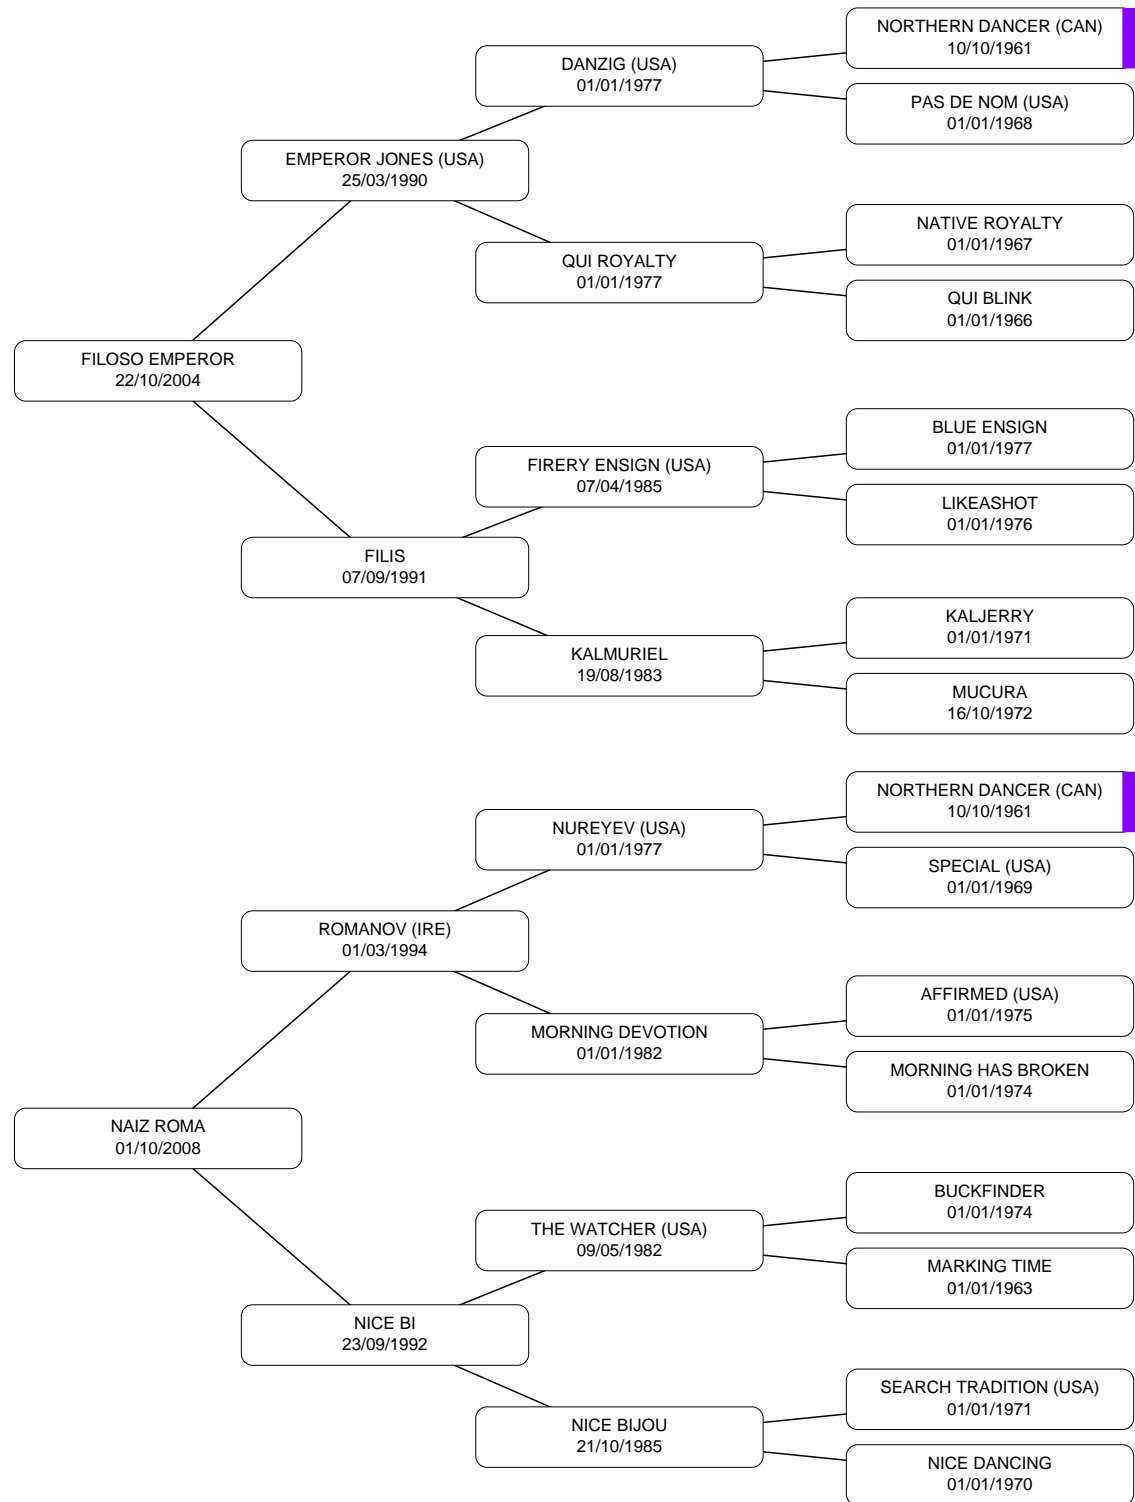 NORTHERN DANCER (CAN)
10/10/1961
DANZIG (USA)
01/01/1977
PAS DE NOM (USA)
01/01/1968
EMPEROR JONES (USA)
25/03/1990
NATIVE ROYALTY
01/01/1967
QUI ROYALTY
01/01/1977
QUI BLINK
01/01/1966
FILOSO EMPEROR
22/10/2004
BLUE ENSIGN
01/01/1977
FIRERY ENSIGN (USA)
07/04/1985
LIKEASHOT
01/01/1976
FILIS
07/09/1991
KALJERRY
01/01/1971
KALMURIEL
19/08/1983
MUCURA
16/10/1972
NORTHERN DANCER (CAN)
10/10/1961
NUREYEV (USA)
01/01/1977
SPECIAL (USA)
01/01/1969
ROMANOV (IRE)
01/03/1994
AFFIRMED (USA)
01/01/1975
MORNING DEVOTION
01/01/1982
MORNING HAS BROKEN
01/01/1974
NAIZ ROMA
01/10/2008
BUCKFINDER
01/01/1974
THE WATCHER (USA)
09/05/1982
MARKING TIME
01/01/1963
NICE BI
23/09/1992
SEARCH TRADITION (USA)
01/01/1971
NICE BIJOU
21/10/1985
NICE DANCING
01/01/1970